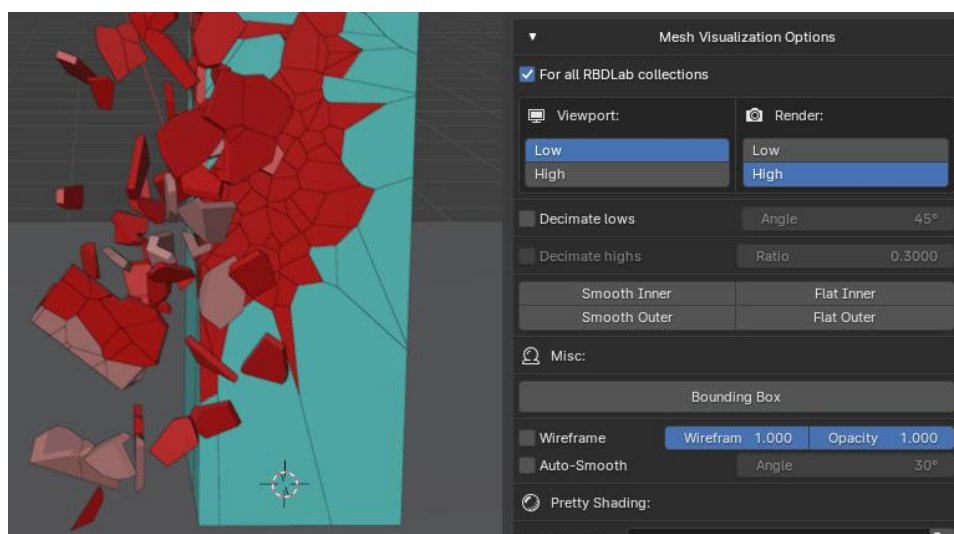 Mesh Visualization Options
For all RBDLab collections
Viewport: Render:
Low Low
High High
Decimate lows Angle 45°
Decimate highs Ratio 0.3000
Smooth Inner Flat Inner
Smooth Outer Flat Outer
Misc:
Bounding Box
Wireframe Wirefram 1.000 Opacity 1.000
Auto-Smooth Angle 30°
Pretty Shading: